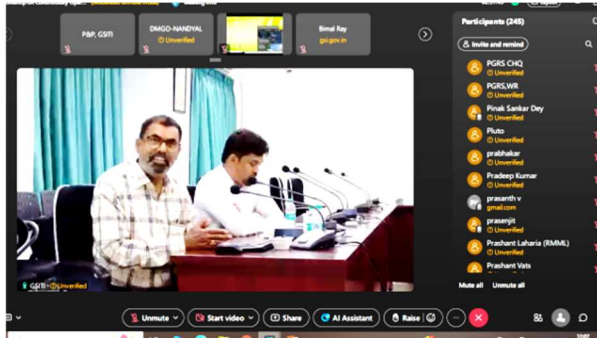 P&P, GSITI
DMGO-NANDYAL
Unverified
Bimal Ray
gsi.gov.in
Participants (245)
Invite and remind
PGRS CHQ
Unverified
PGRS,WR
Unverified
Pinak Sankar Dey
Unverified
Pluto
Unverified
prabhakar
Unverified
Pradeep Kumar
Unverified
prasanth v
gmail.com
prasenjit
Unverified
Prashant Laharia (RMML)
Unverified
Prashant Vats
Unverified
GSITI - Unverified
Mute all
Unmute all
Unmute
Start video
Share
AI Assistant
Raise